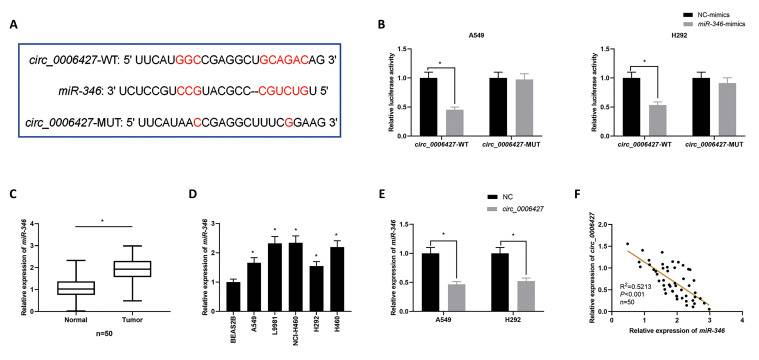 A
circ_0006427-WT: 5' UUCAUGGCCGAGGCUGCAGACAG 3'
miR-346: 3' UCUCCGUCCGUACGCCC--CGUCUGU 5'
circ_0006427-MUT: 5' UUCAUAACCGAGGCUUUCGGAAG 3'
B
NC-mimics
miR-346-mimics
A549
Relative luciferase activity
1.5
1.0
0.5
0.0
*
circ_0006427-WT
circ_0006427-MUT
H292
Relative luciferase activity
1.5
1.0
0.5
0.0
*
circ_0006427-WT
circ_0006427-MUT
C
Relative expression of miR-346
4
3
2
1
0
*
Normal
Tumor
n=50
D
Relative expression of miR-346
3
2
1
0
* * * * *
BEAS2B
A549
L9981
NCI-H460
H292
H460
E
NC
circ_0006427
Relative expression of miR-346
1.5
1.0
0.5
0.0
* *
A549
H292
F
Relative expression of circ_0006427
2.0
1.5
1.0
0.5
0.0
R²=0.5213
P<0.001
n=50
0 1 2 3 4
Relative expression of miR-346